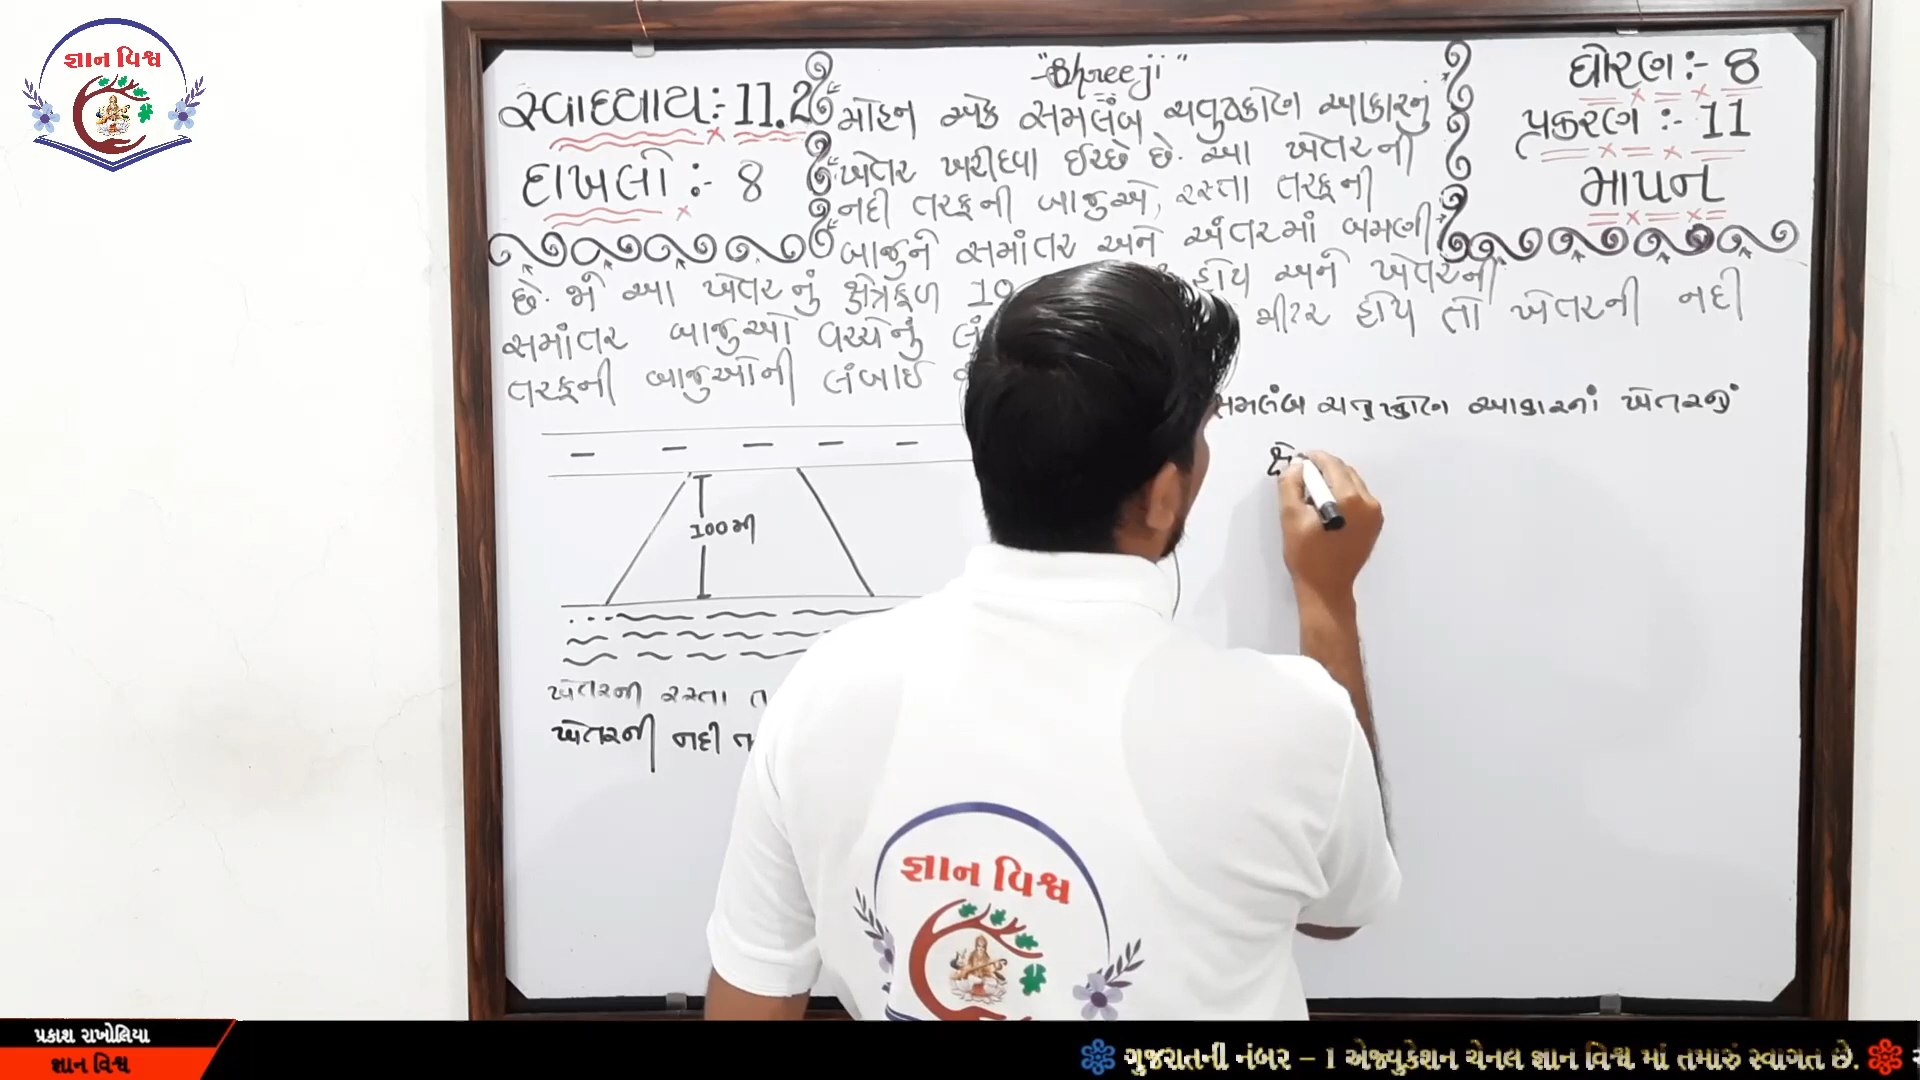 જ્ઞાન વિશ્વ
"Shreeji"
સ્વાધ્યાય :- 11.2
દાખલો :- 8
મોહન એક સમલંબ ચતુષ્કોણ આકારનું
ખેતર ખરીદવા ઈચ્છે છે. આ ખેતરની
નદી તરફની બાજુએ, રસ્તા તરફની
બાજુને સમાંતર અને અંતરમાં બમણી
છે. જો આ ખેતરનું ક્ષેત્રફળ 10 હોય અને ખેતરની
સમાંતર બાજુઓ વચ્ચેનું લં મીટર હોય તો ખેતરની નદી
તરફની બાજુઓની લંબાઈ
ધોરણ :- 8
પ્રકરણ :- 11
માપન
100મી
ખેતરની રસ્તા ત
ખેતરની નદી ત
સમલંબ ચતુષ્કોણ આકારનાં ખેતરનું
ક્ષે
જ્ઞાન વિશ્વ
પ્રકાશ રાખોલિયા
જ્ઞાન વિશ્વ
ગુજરાતની નંબર – 1 એજ્યુકેશન ચેનલ જ્ઞાન વિશ્વ માં તમારું સ્વાગત છે.